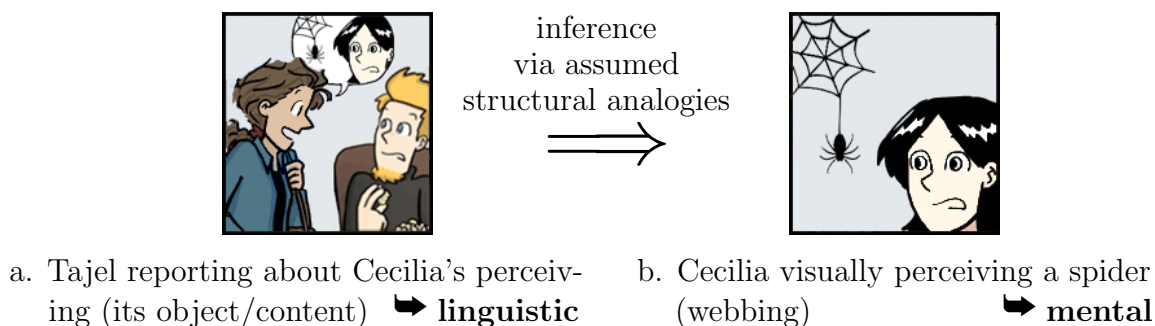 inference
via assumed
structural analogies
a. Tajel reporting about Cecilia's perceiv-
ing (its object/content) ➥ linguistic
b. Cecilia visually perceiving a spider
(webbing) ➥ mental